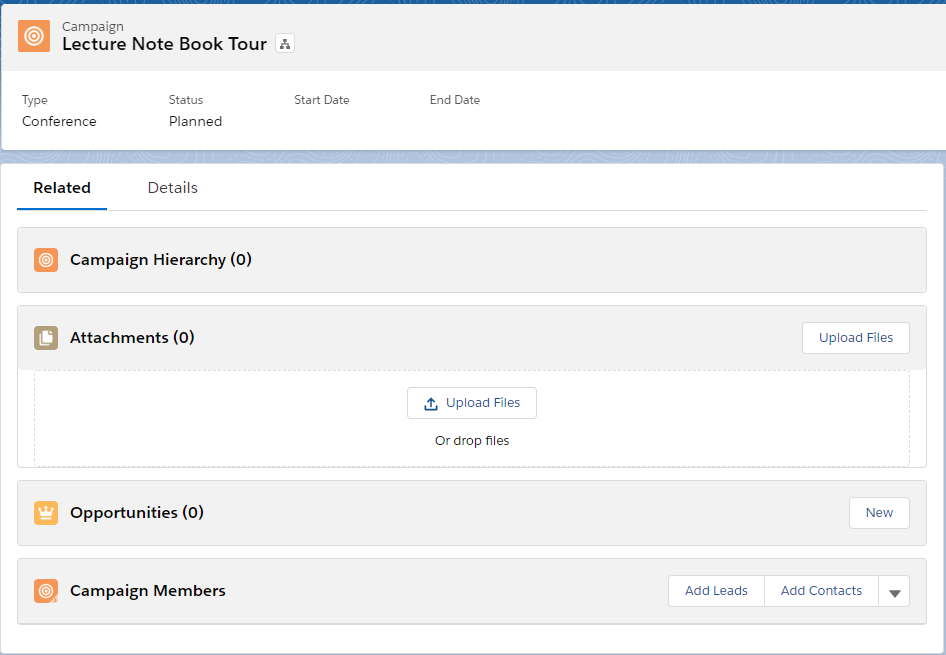 Campaign
Lecture Note Book Tour
Type Status Start Date End Date
Conference Planned
Related Details
Campaign Hierarchy (0)
Attachments (0) Upload Files
Upload Files
Or drop files
Opportunities (0) New
Campaign Members Add Leads Add Contacts